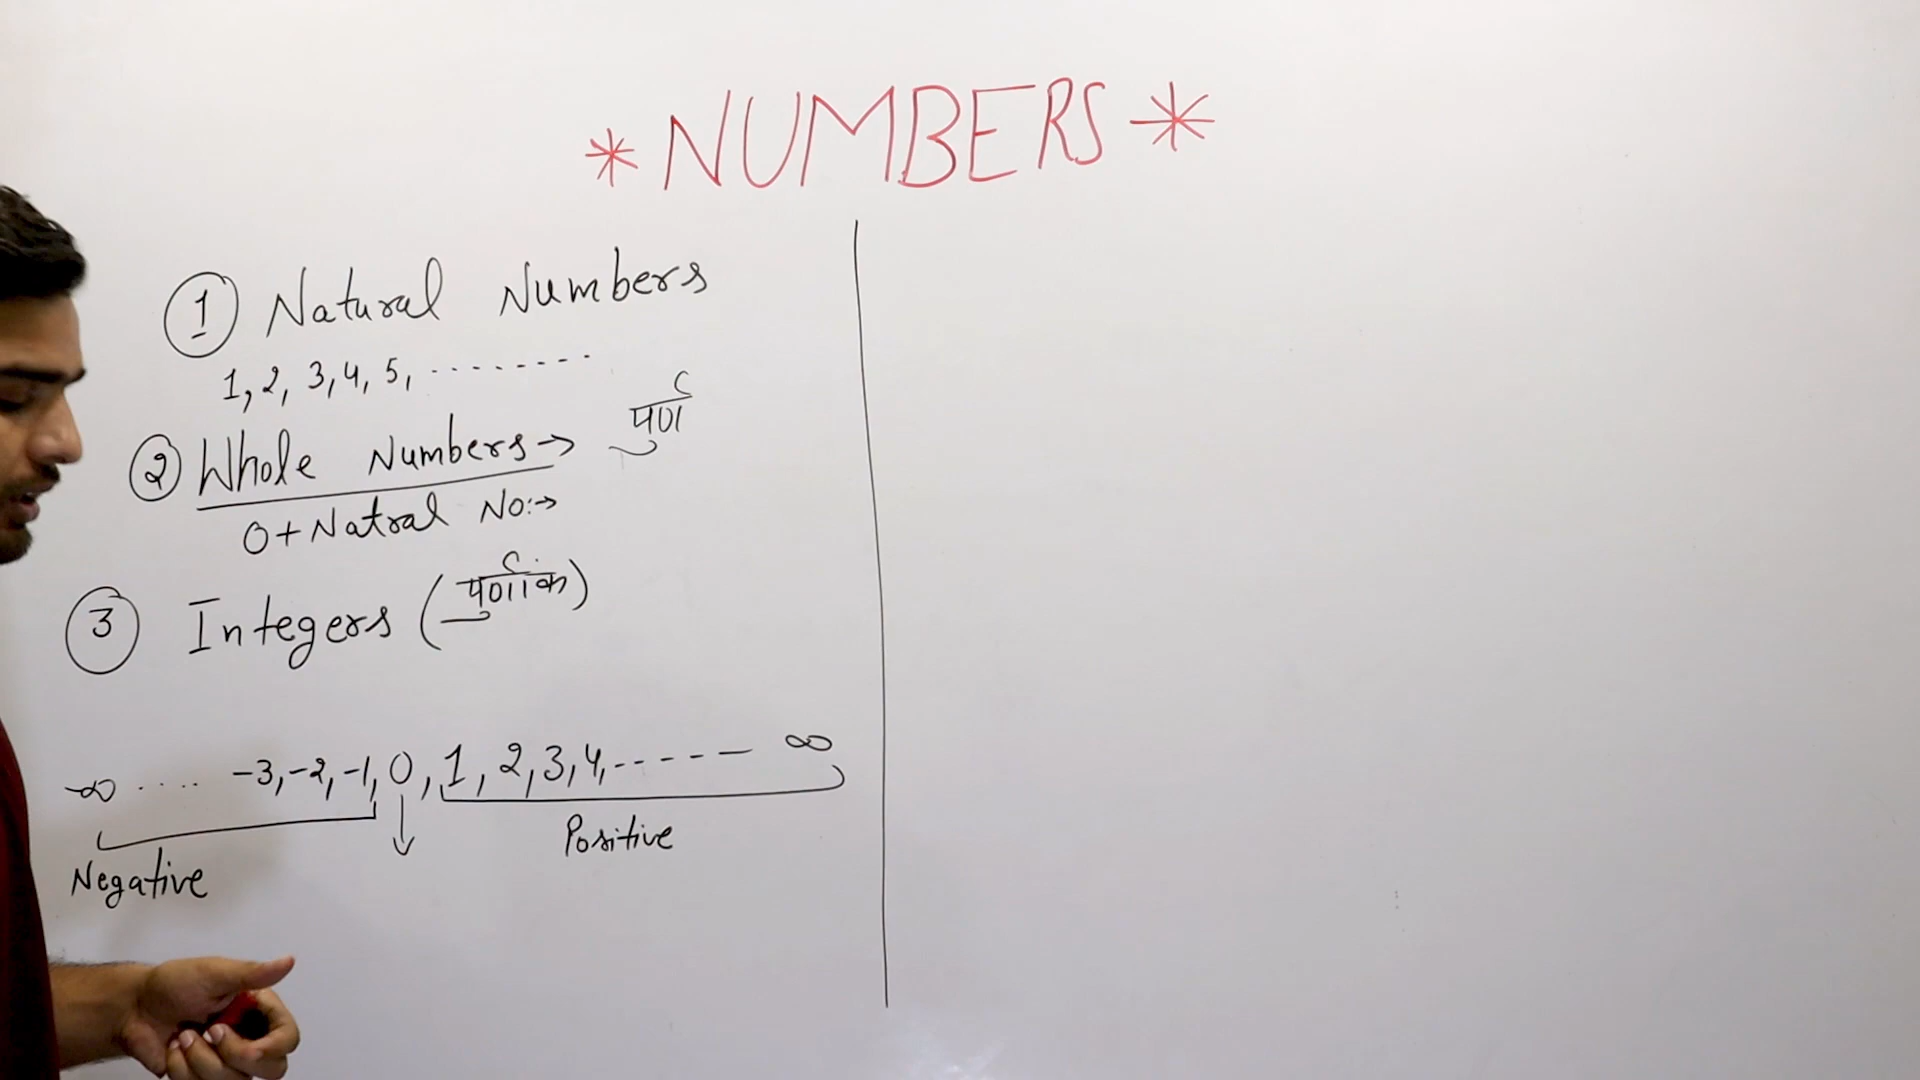 * NUMBERS *
1 Natural Numbers
1, 2, 3, 4, 5, ---------
2 Whole Numbers → पूर्ण
0 + Natral No:→
3 Integers (पूर्णांक)
-∞ .... -3, -2, -1, 0, 1, 2, 3, 4, ------ ∞
Positive
Negative